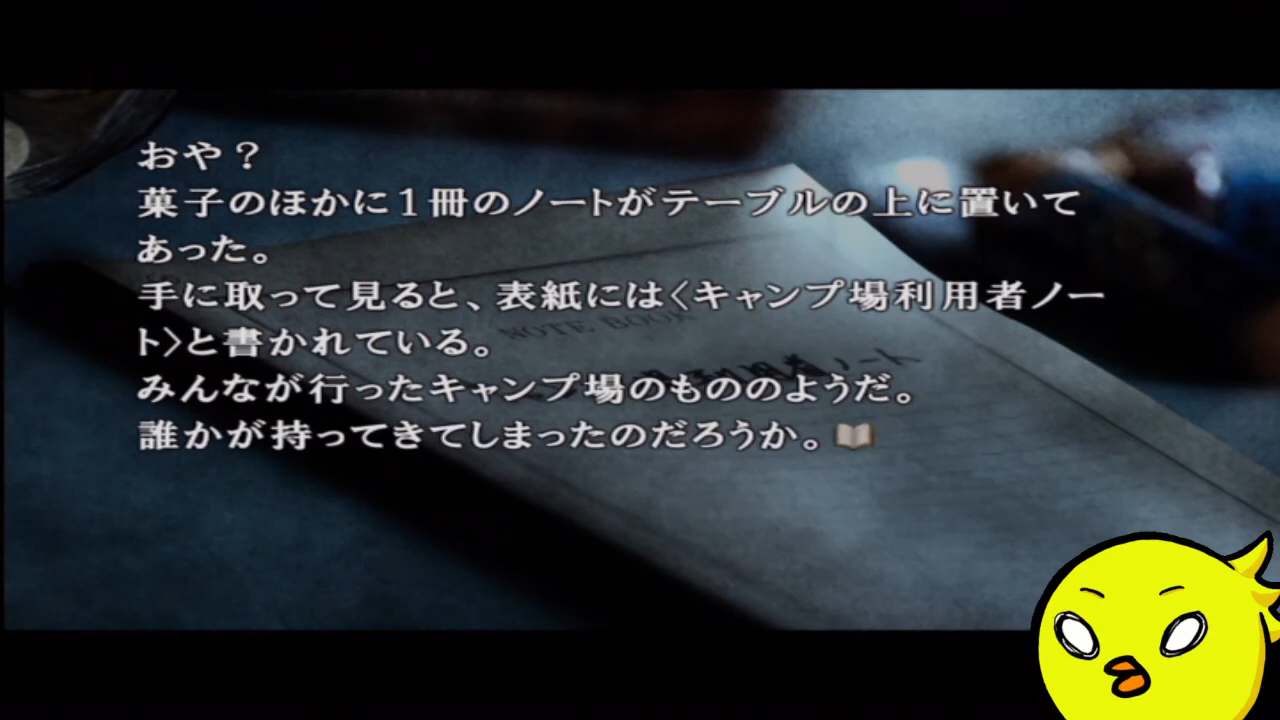 おや？
菓子のほかに１冊のノートがテーブルの上に置いて
あった。
手に取って見ると、表紙には〈キャンプ場利用者ノー
ト〉と書かれている。
みんなが行ったキャンプ場のもののようだ。
誰かが持ってきてしまったのだろうか。
NOTE BOOK